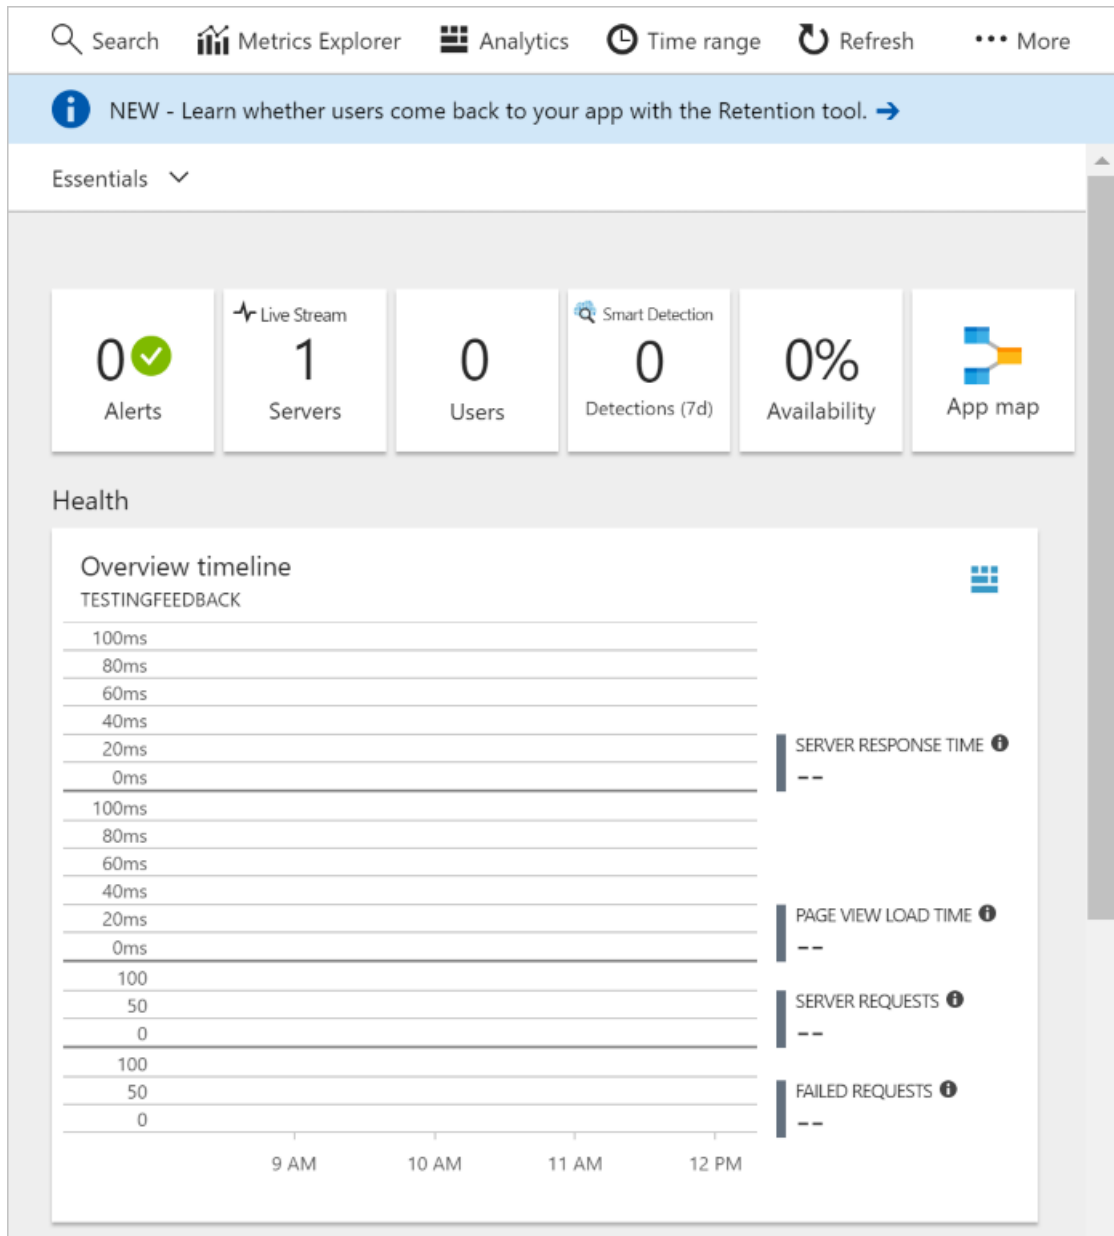 Search Metrics Explorer Analytics Time range Refresh More
NEW - Learn whether users come back to your app with the Retention tool.
Essentials
0
Alerts
Live Stream
1
Servers
0
Users
Smart Detection
0
Detections (7d)
0%
Availability
App map
Health
Overview timeline
TESTINGFEEDBACK
100ms
80ms
60ms
40ms
20ms
0ms
SERVER RESPONSE TIME
--
100ms
80ms
60ms
40ms
20ms
0ms
PAGE VIEW LOAD TIME
--
100
50
0
SERVER REQUESTS
--
100
50
0
FAILED REQUESTS
--
9 AM 10 AM 11 AM 12 PM